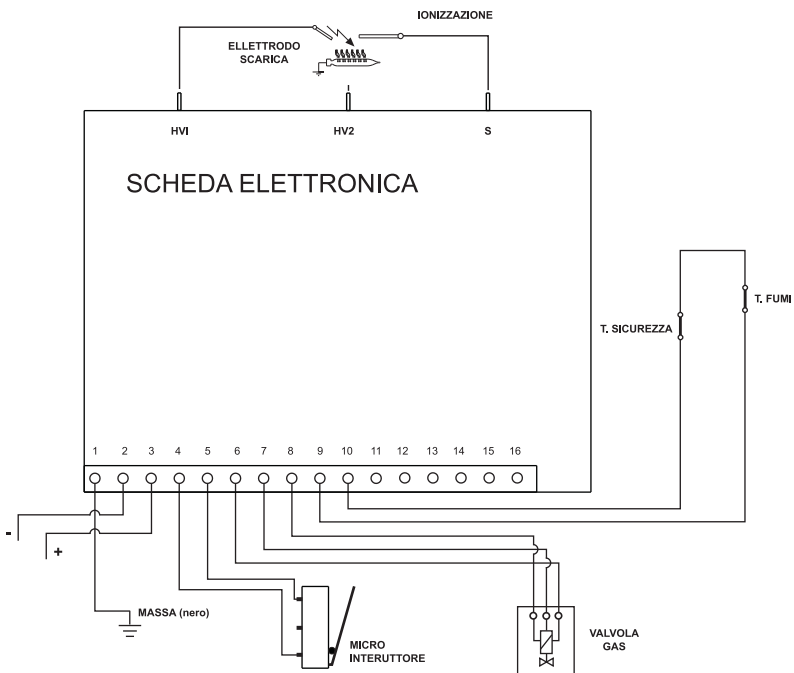 IONIZZAZIONE
ELLETTRODO
SCARICA
HVI
HV2
S
SCHEDA ELETTRONICA
T. FUMI
T. SICUREZZA
1 2 3 4 5 6 7 8 9 10 11 12 13 14 15 16
-
+
MASSA (nero)
MICRO
INTERUTTORE
VALVOLA
GAS